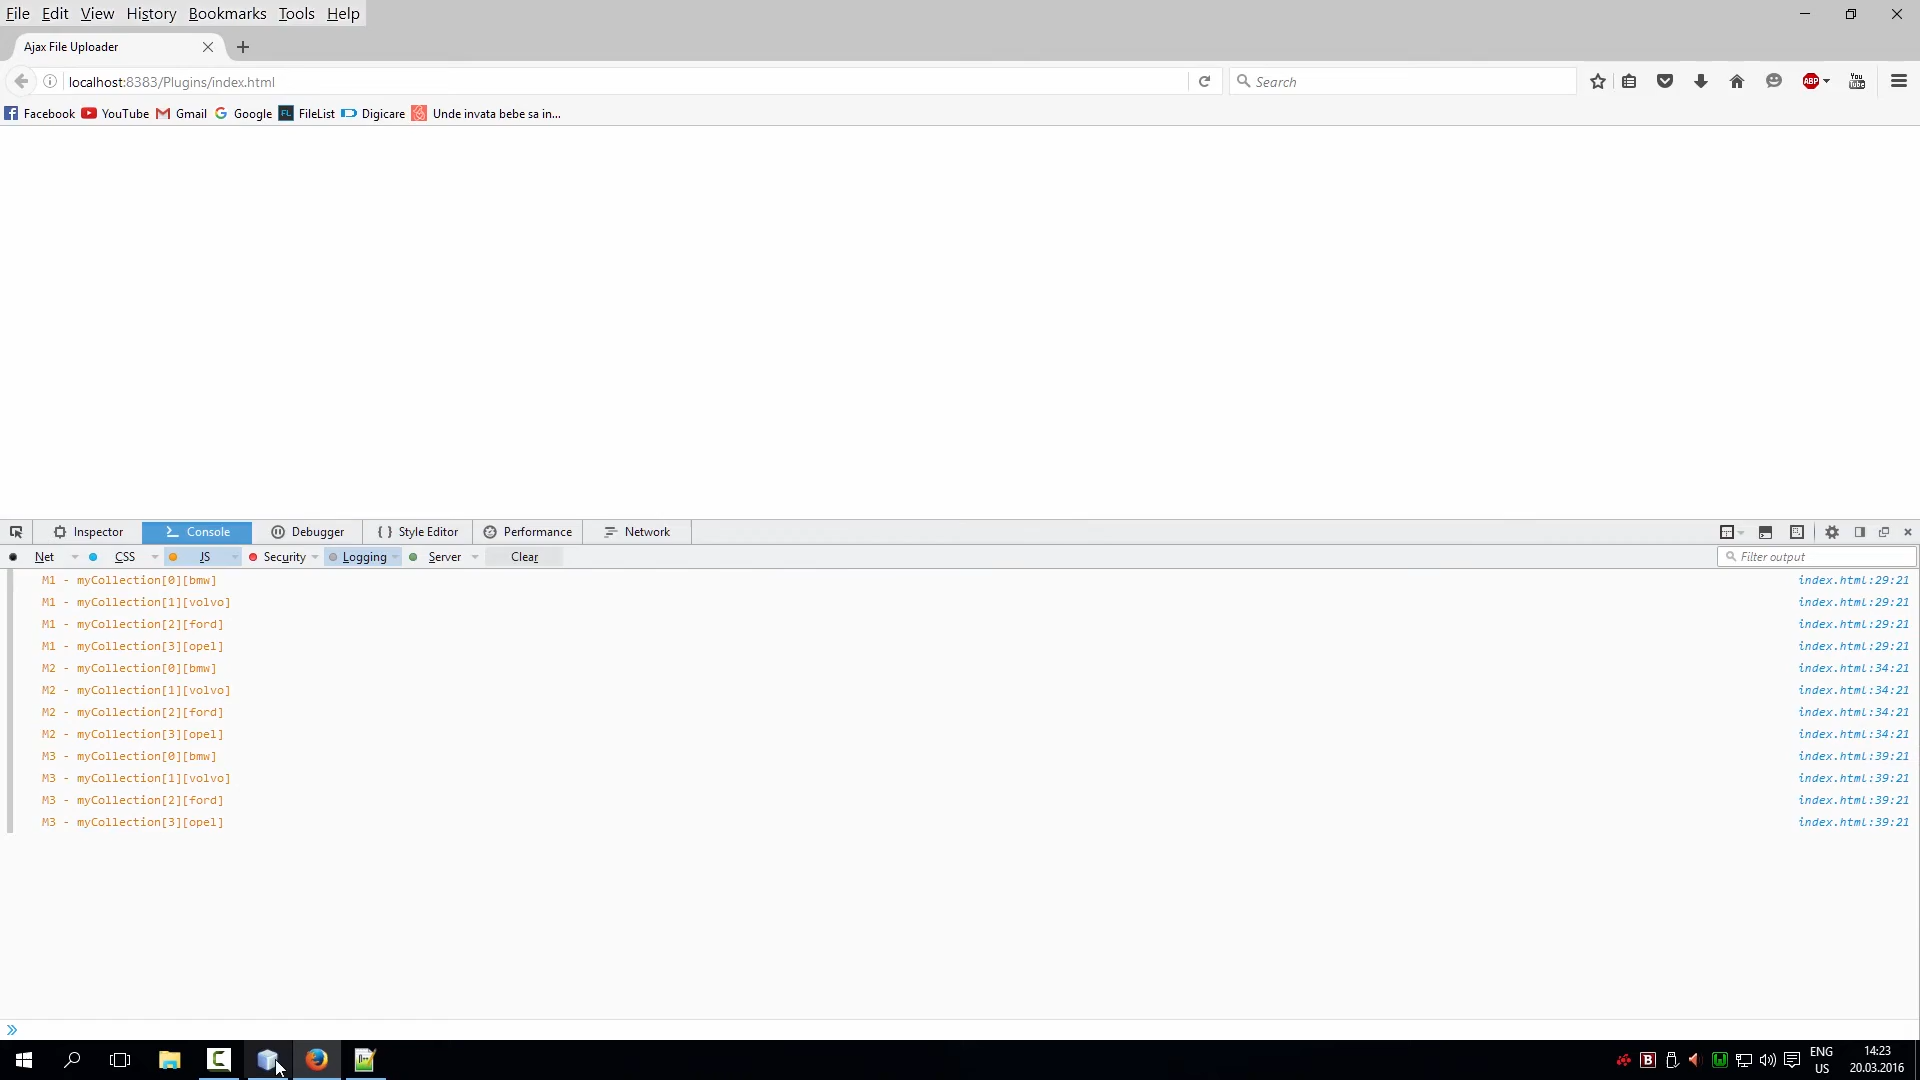 File Edit View History Bookmarks Tools Help
Ajax File Uploader
localhost:8383/Plugins/index.html
Search
ABP
You Tube
Facebook YouTube Gmail Google FL FileList Digicare Unde invata bebe sa in...
Inspector Console Debugger Style Editor Performance Network
Net CSS JS Security Logging Server Clear
Filter output
M1 - myCollection[0][bmw] index.html:29:21
M1 - myCollection[1][volvo] index.html:29:21
M1 - myCollection[2][ford] index.html:29:21
M1 - myCollection[3][opel] index.html:29:21
M2 - myCollection[0][bmw] index.html:34:21
M2 - myCollection[1][volvo] index.html:34:21
M2 - myCollection[2][ford] index.html:34:21
M2 - myCollection[3][opel] index.html:34:21
M3 - myCollection[0][bmw] index.html:39:21
M3 - myCollection[1][volvo] index.html:39:21
M3 - myCollection[2][ford] index.html:39:21
M3 - myCollection[3][opel] index.html:39:21
ENG 14:23
US 20.03.2016